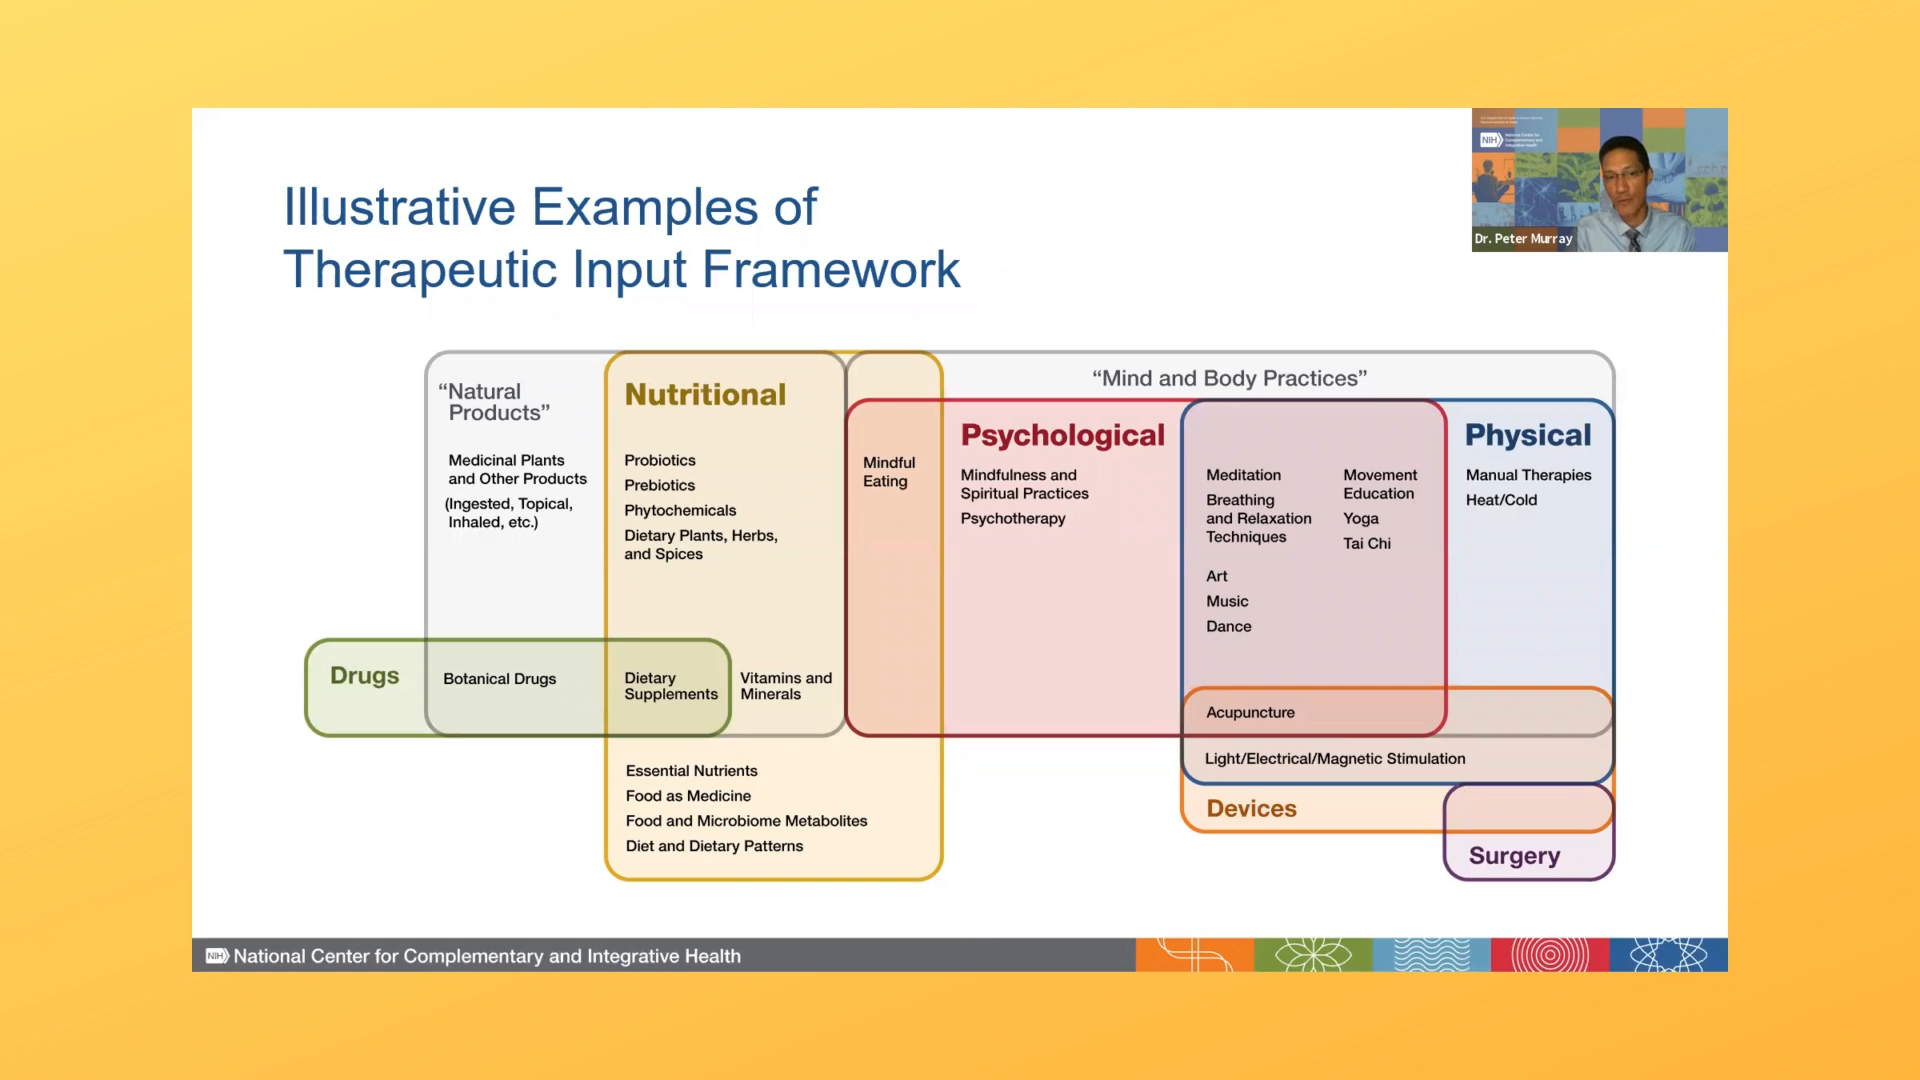 Illustrative Examples of
Therapeutic Input Framework
NIH
Dr. Peter Murray
“Natural
Products”
Medicinal Plants
and Other Products
(Ingested, Topical,
Inhaled, etc.)
Nutritional
Probiotics
Prebiotics
Phytochemicals
Dietary Plants, Herbs,
and Spices
Mindful
Eating
“Mind and Body Practices”
Psychological
Mindfulness and
Spiritual Practices
Psychotherapy
Meditation
Breathing
and Relaxation
Techniques
Art
Music
Dance
Movement
Education
Yoga
Tai Chi
Physical
Manual Therapies
Heat/Cold
Drugs
Botanical Drugs
Dietary
Supplements
Vitamins and
Minerals
Essential Nutrients
Food as Medicine
Food and Microbiome Metabolites
Diet and Dietary Patterns
Acupuncture
Light/Electrical/Magnetic Stimulation
Devices
Surgery
NIH National Center for Complementary and Integrative Health